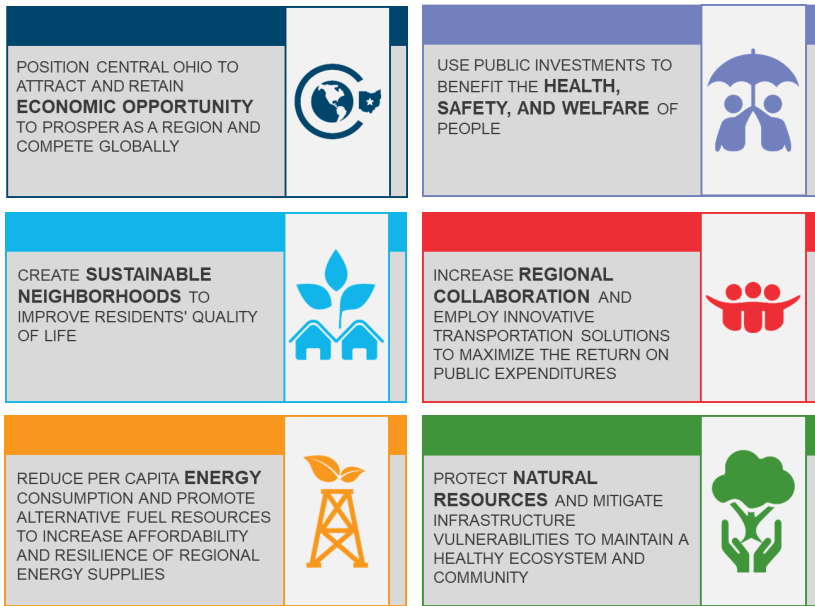 POSITION CENTRAL OHIO TO
ATTRACT AND RETAIN
ECONOMIC OPPORTUNITY
TO PROSPER AS A REGION AND
COMPETE GLOBALLY
USE PUBLIC INVESTMENTS TO
BENEFIT THE HEALTH,
SAFETY, AND WELFARE OF
PEOPLE
CREATE SUSTAINABLE
NEIGHBORHOODS TO
IMPROVE RESIDENTS' QUALITY
OF LIFE
INCREASE REGIONAL
COLLABORATION AND
EMPLOY INNOVATIVE
TRANSPORTATION SOLUTIONS
TO MAXIMIZE THE RETURN ON
PUBLIC EXPENDITURES
REDUCE PER CAPITA ENERGY
CONSUMPTION AND PROMOTE
ALTERNATIVE FUEL RESOURCES
TO INCREASE AFFORDABILITY
AND RESILIENCE OF REGIONAL
ENERGY SUPPLIES
PROTECT NATURAL
RESOURCES AND MITIGATE
INFRASTRUCTURE
VULNERABILITIES TO MAINTAIN A
HEALTHY ECOSYSTEM AND
COMMUNITY